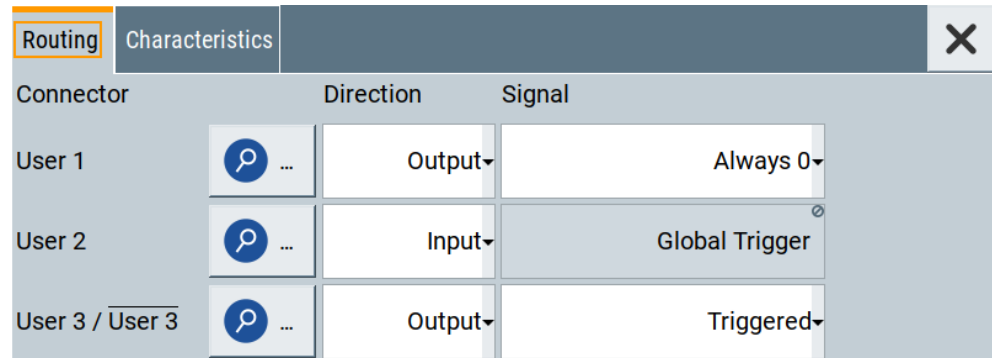 Routing Characteristics
Connector Direction Signal
User 1 ... Output Always 0
User 2 ... Input Global Trigger
User 3 / User 3 ... Output Triggered